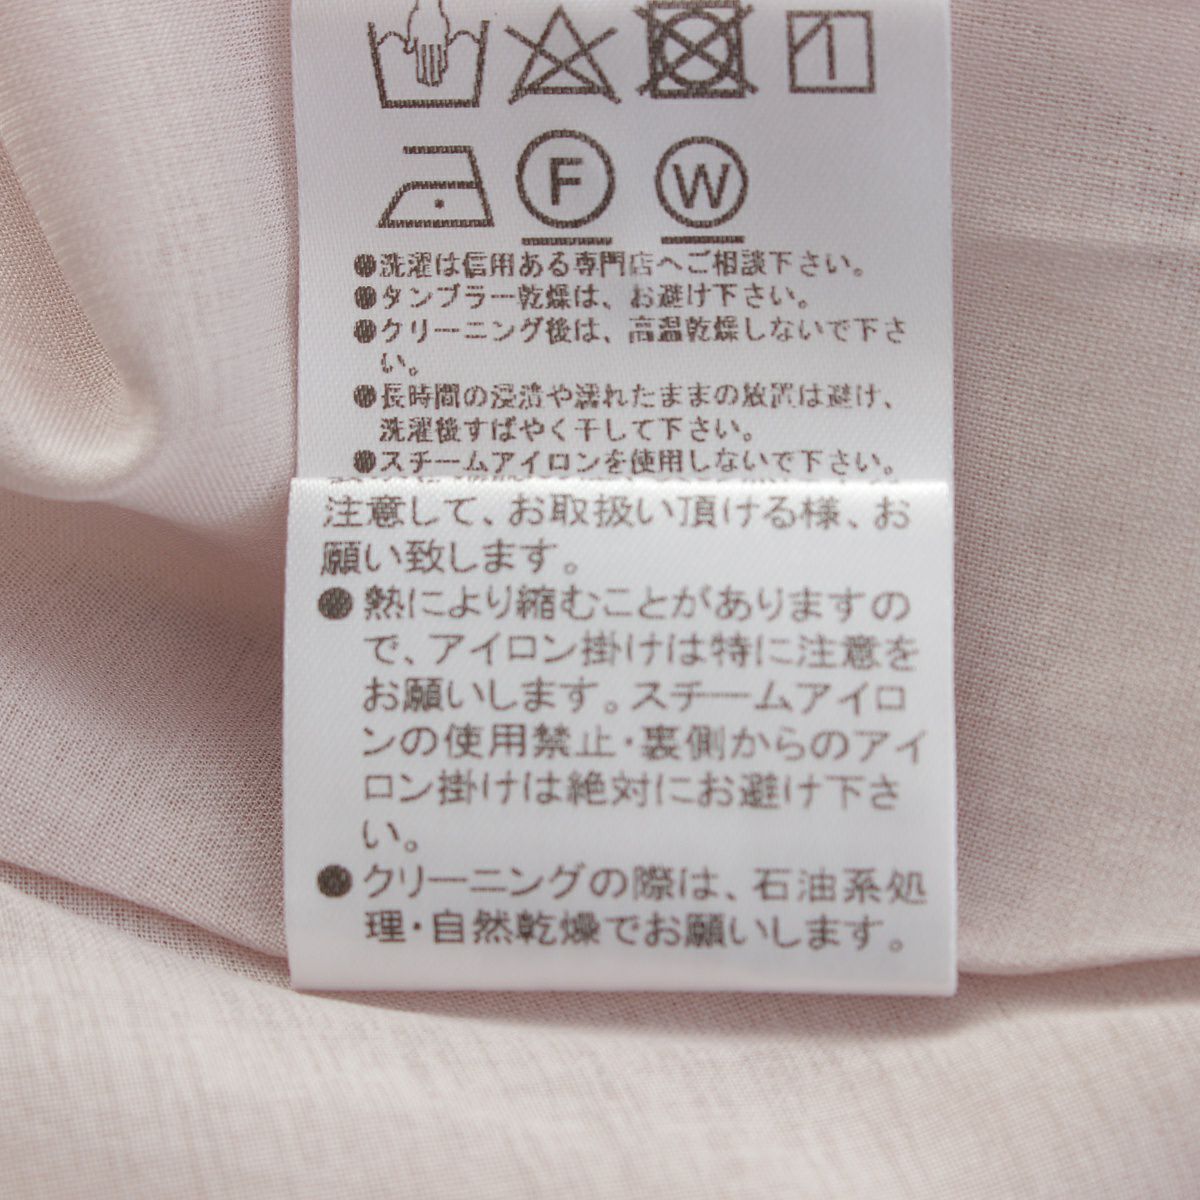 F W
●洗濯は信用ある専門店へご相談下さい。
●タンブラー乾燥は、お避け下さい。
●クリーニング後は、高温乾燥しないで下さ
い。
●長時間の浸漬や濡れたままの放置は避け、
洗濯後すばやく干して下さい。
●スチームアイロンを使用しないで下さい。
注意して、お取扱い頂ける様、お
願い致します。
●熱により縮むことがありますの
で、アイロン掛けは特に注意を
お願いします。スチームアイロ
ンの使用禁止・裏側からのアイ
ロン掛けは絶対にお避け下さ
い。
●クリーニングの際は、石油系処
理・自然乾燥でお願いします。